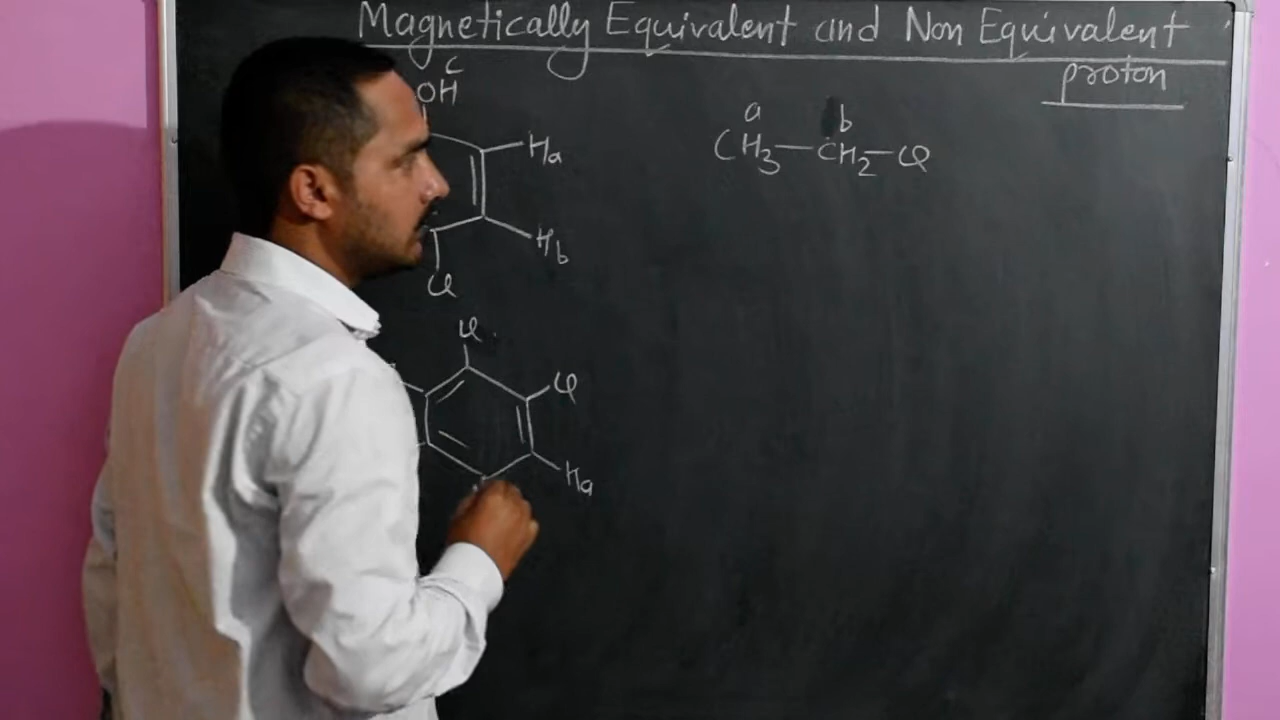 Magnetically Equivalent and Non Equivalent
proton
c
OH
Ha
Hb
Cl
a b
CH3—CH2—Cl
Cl
Cl
Ha